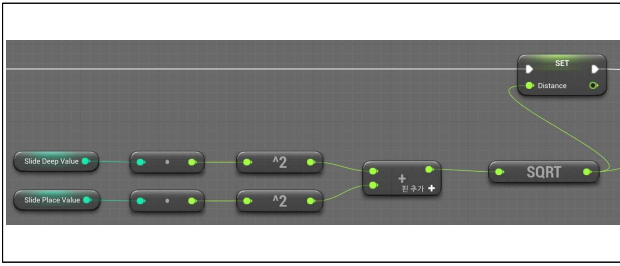 SET
Distance
Slide Deep Value
^2
+
핀 추가 +
SQRT
Slide Place Value
^2